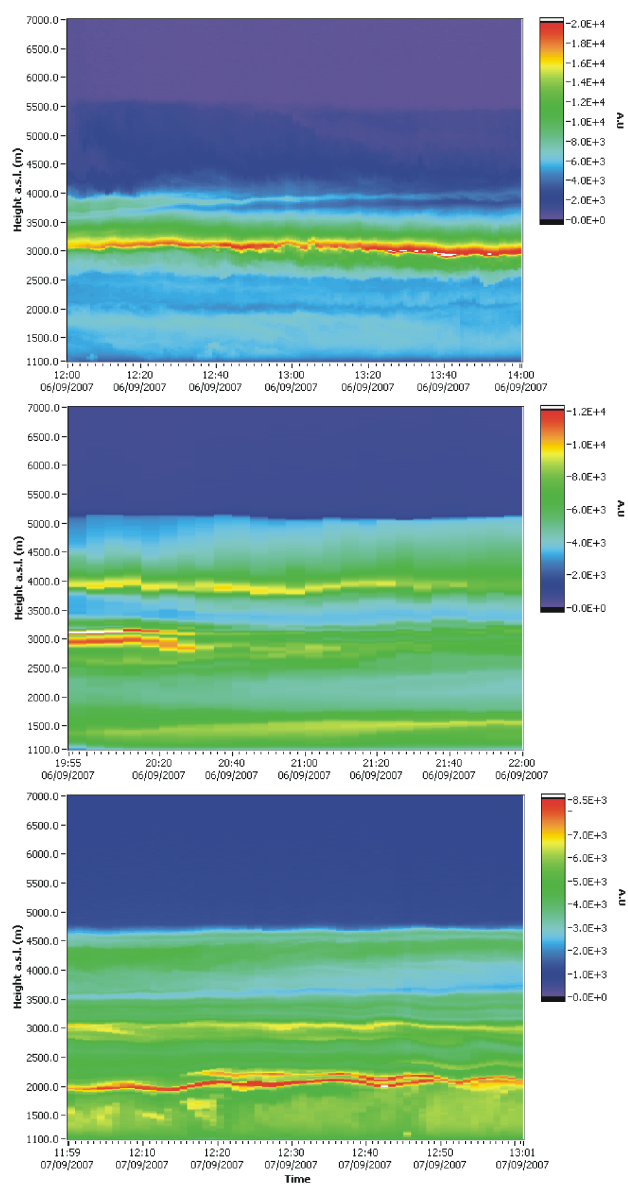 7000.0
6500.0
6000.0
5500.0
5000.0
4500.0
4000.0
3500.0
3000.0
2500.0
2000.0
1500.0
1100.0
Height a.s.l. (m)
12:00 12:20 12:40 13:00 13:20 13:40 14:00
06/09/2007 06/09/2007 06/09/2007 06/09/2007 06/09/2007 06/09/2007 06/09/2007
2.0E+4
1.8E+4
1.6E+4
1.4E+4
1.2E+4
1.0E+4
8.0E+3
6.0E+3
4.0E+3
2.0E+3
0.0E+0
A.U
7000.0
6500.0
6000.0
5500.0
5000.0
4500.0
4000.0
3500.0
3000.0
2500.0
2000.0
1500.0
1100.0
Height a.s.l. (m)
19:55 20:20 20:40 21:00 21:20 21:40 22:00
06/09/2007 06/09/2007 06/09/2007 06/09/2007 06/09/2007 06/09/2007 06/09/2007
1.2E+4
1.0E+4
8.0E+3
6.0E+3
4.0E+3
2.0E+3
0.0E+0
A.U
7000.0
6500.0
6000.0
5500.0
5000.0
4500.0
4000.0
3500.0
3000.0
2500.0
2000.0
1500.0
1100.0
Height a.s.l. (m)
11:59 12:10 12:20 12:30 12:40 12:50 13:01
07/09/2007 07/09/2007 07/09/2007 07/09/2007 07/09/2007 07/09/2007 07/09/2007
Time
8.5E+3
7.0E+3
6.0E+3
5.0E+3
4.0E+3
3.0E+3
2.0E+3
1.0E+3
0.0E+0
A.U